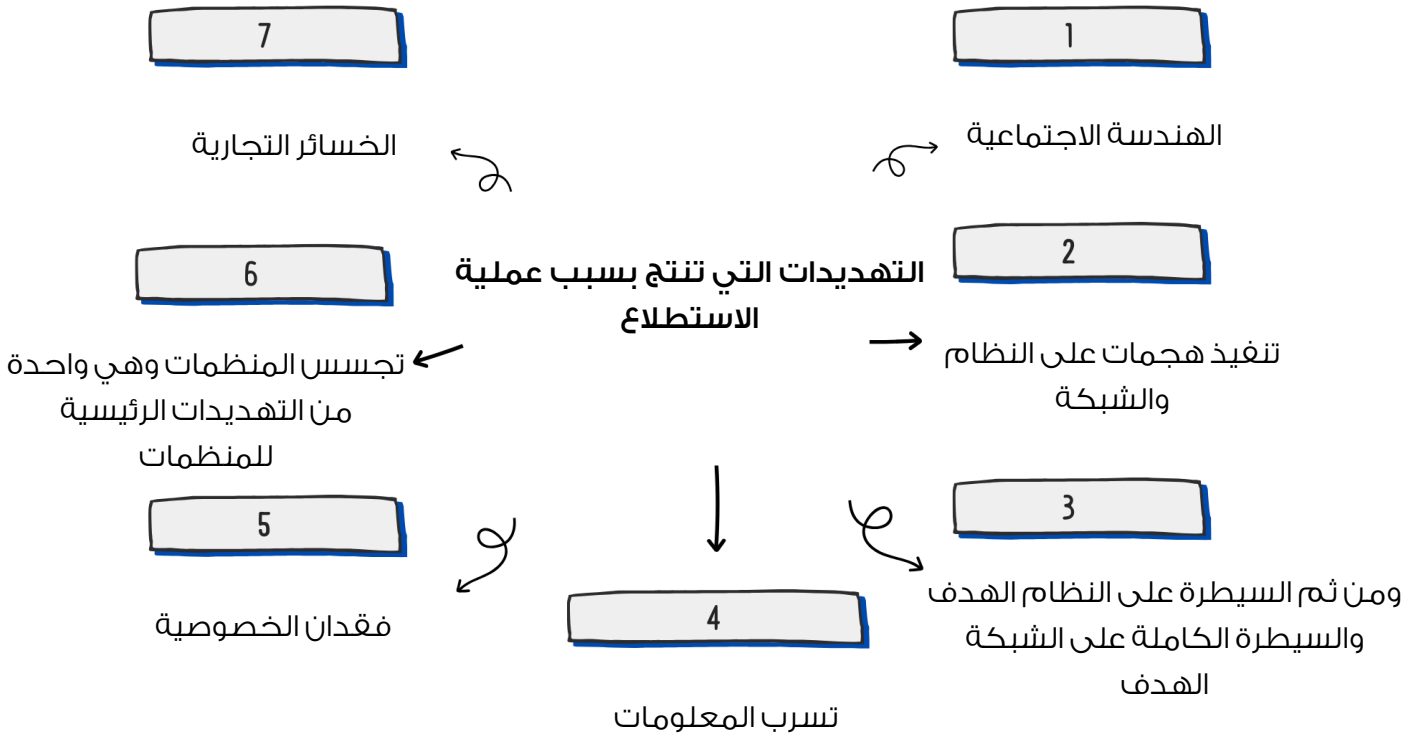 التهديدات التي تنتج بسبب عملية
الاستطلاع
1
الهندسة الاجتماعية
2
تنفيذ هجمات على النظام
والشبكة
3
ومن ثم السيطرة على النظام الهدف
والسيطرة الكاملة على الشبكة
الهدف
4
تسرب المعلومات
5
فقدان الخصوصية
6
تجسس المنظمات وهي واحدة
من التهديدات الرئيسية
للمنظمات
7
الخسائر التجارية